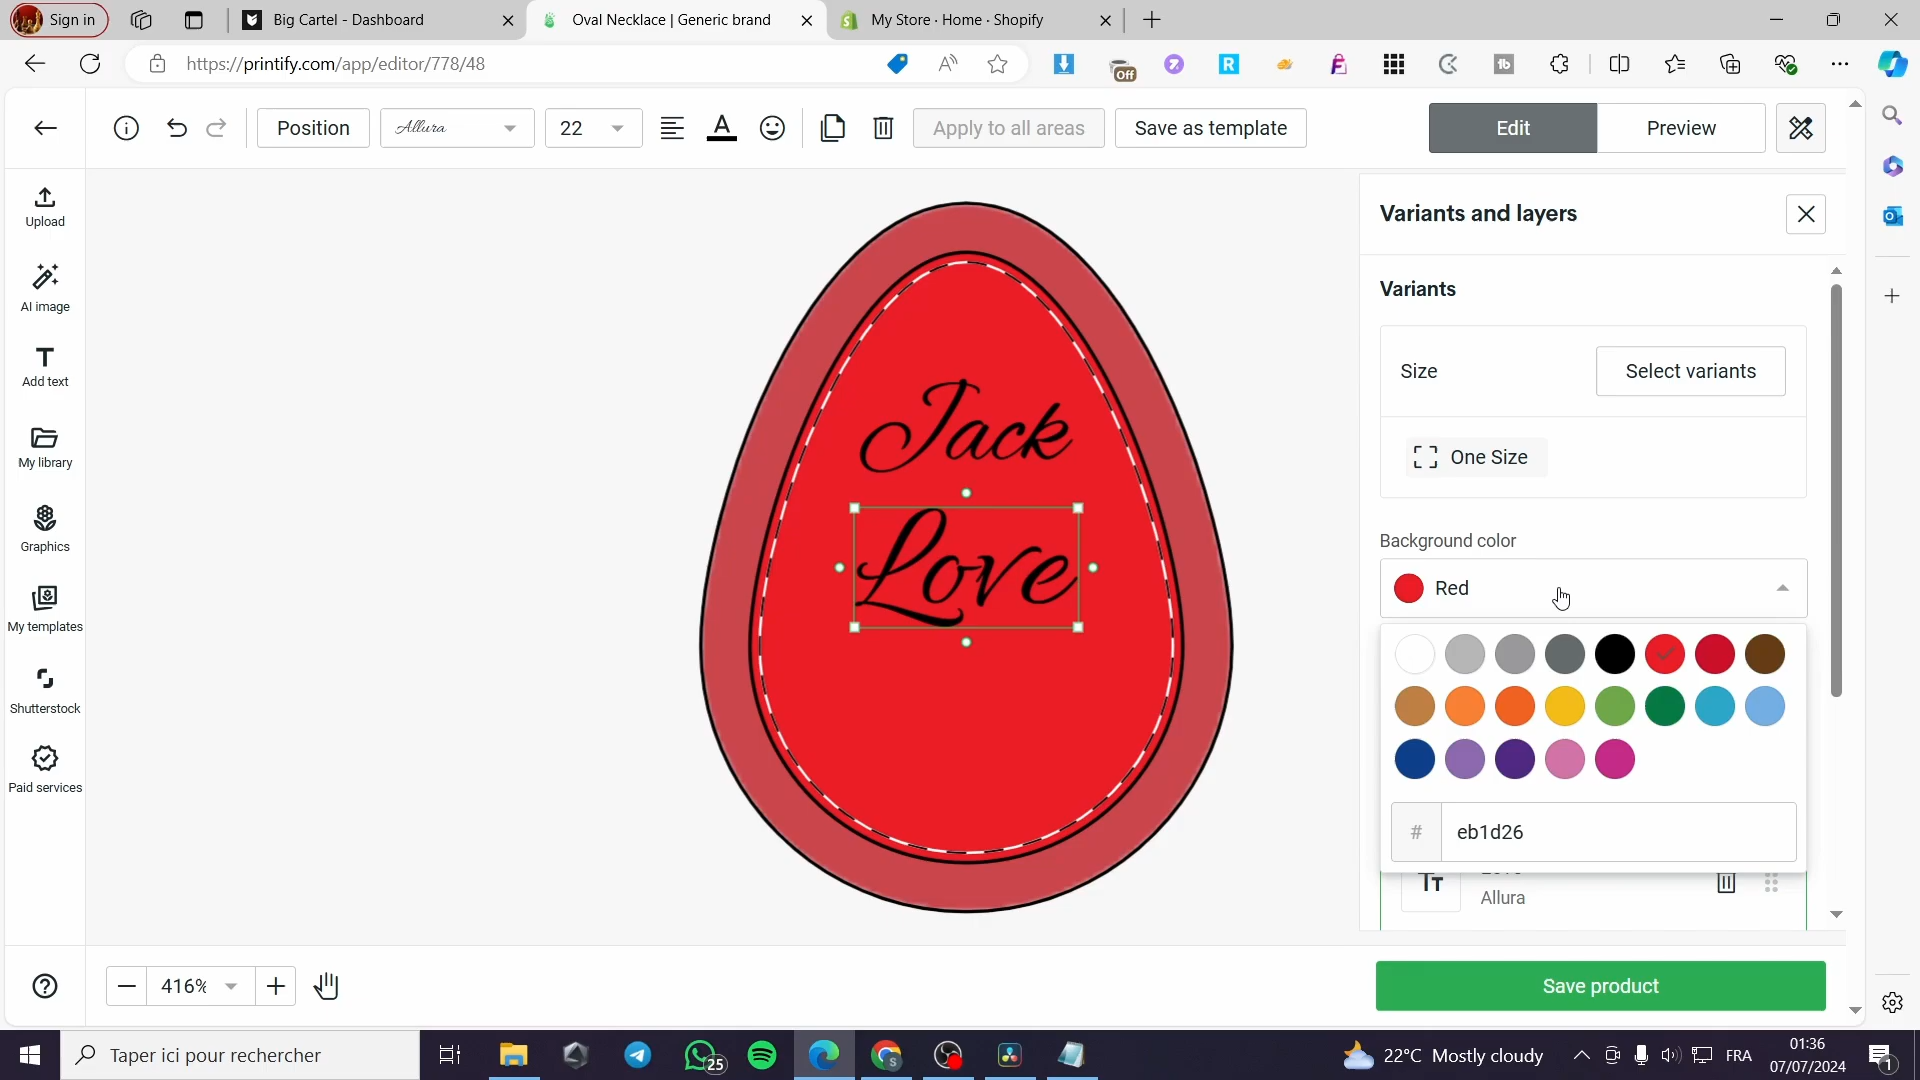 Sign in
Big Cartel - Dashboard
Oval Necklace | Generic brand
My Store · Home · Shopify
https://printify.com/app/editor/778/48
Off
Position
Allura
22
Apply to all areas
Save as template
Edit
Preview
Upload
AI image
Add text
My library
Graphics
My templates
Shutterstock
Paid services
Jack
Love
Variants and layers
Variants
Size
Select variants
One Size
Background color
Red
# eb1d26
Allura
416%
Save product
Taper ici pour rechercher
25
22°C Mostly cloudy
FRA
01:36
07/07/2024
1